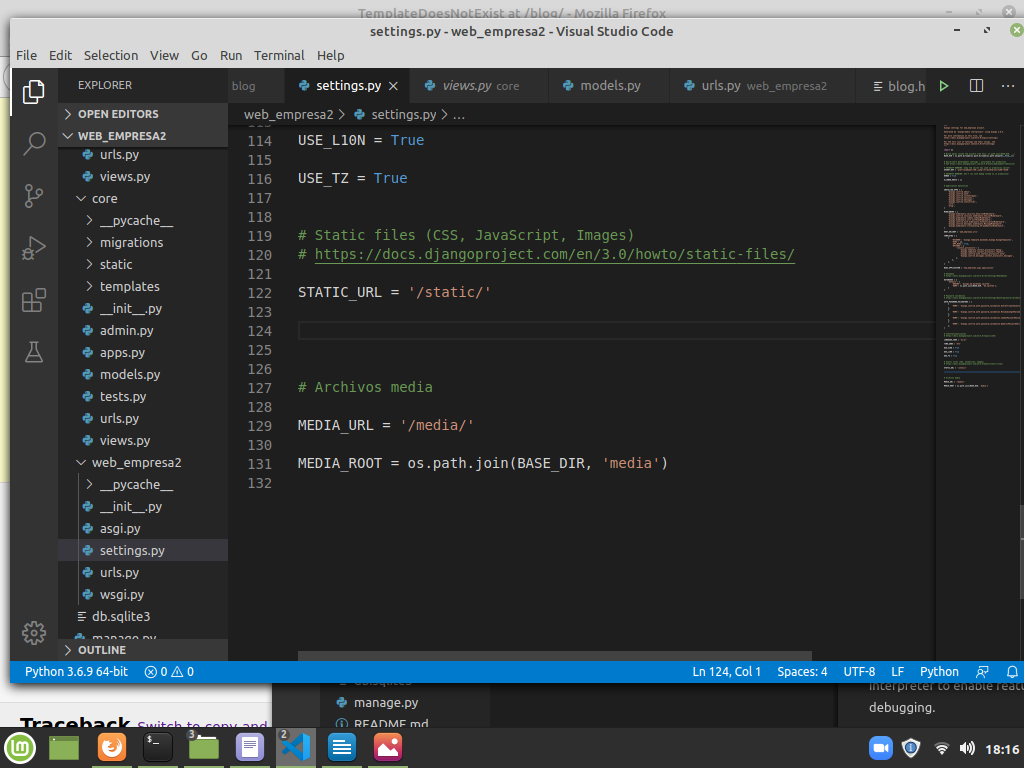 TemplateDoesNotExist at /blog/ - Mozilla Firefox
settings.py - web_empresa2 - Visual Studio Code
File Edit Selection View Go Run Terminal Help
EXPLORER
OPEN EDITORS
WEB_EMPRESA2
urls.py
views.py
core
__pycache__
migrations
static
templates
__init__.py
admin.py
apps.py
models.py
tests.py
urls.py
views.py
web_empresa2
__pycache__
__init__.py
asgi.py
settings.py
urls.py
wsgi.py
db.sqlite3
manage.py
OUTLINE
blog settings.py views.py core models.py urls.py web_empresa2 blog.h
web_empresa2 > settings.py > ...
114 USE_L10N = True
115
116 USE_TZ = True
117
118
119 # Static files (CSS, JavaScript, Images)
120 # https://docs.djangoproject.com/en/3.0/howto/static-files/
121
122 STATIC_URL = '/static/'
123
124
125
126
127 # Archivos media
128
129 MEDIA_URL = '/media/'
130
131 MEDIA_ROOT = os.path.join(BASE_DIR, 'media')
132
Python 3.6.9 64-bit 0 0 Ln 124, Col 1 Spaces: 4 UTF-8 LF Python
manage.py
README.md
interpreter to enable
debugging.
Traceback Switch to copy-and
3 2 18:16